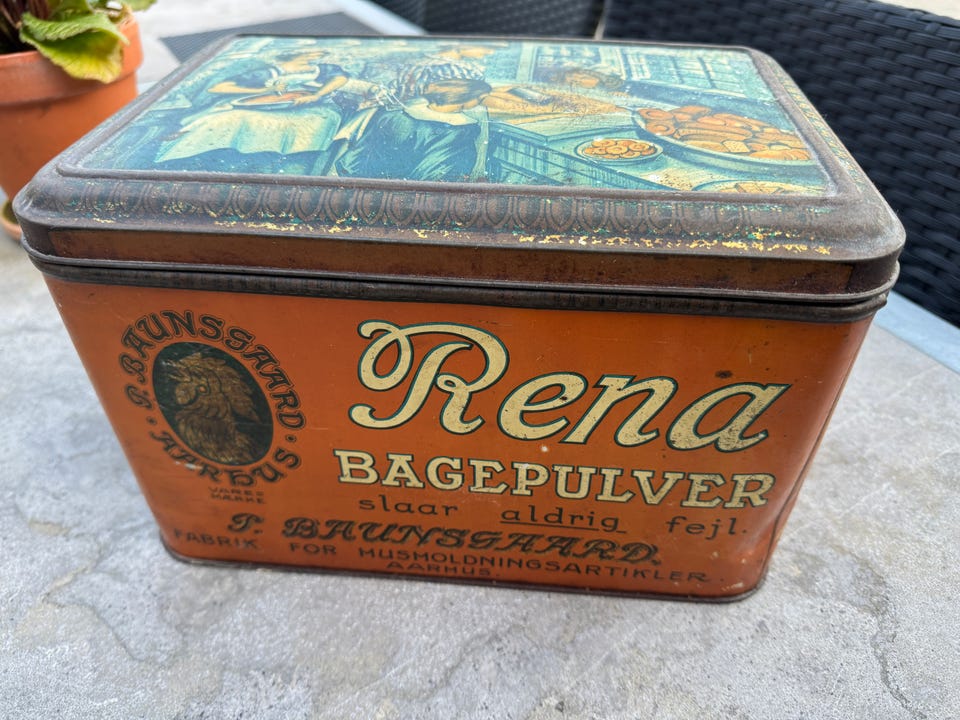 P. BAUNSGAARD
AARHUS
VARE=
MÆRKE
Rena
BAGEPULVER
slaar aldrig fejl.
P. BAUNSGAARD.
FABRIK FOR HUSHOLDNINGSARTIKLER
AARHUS.